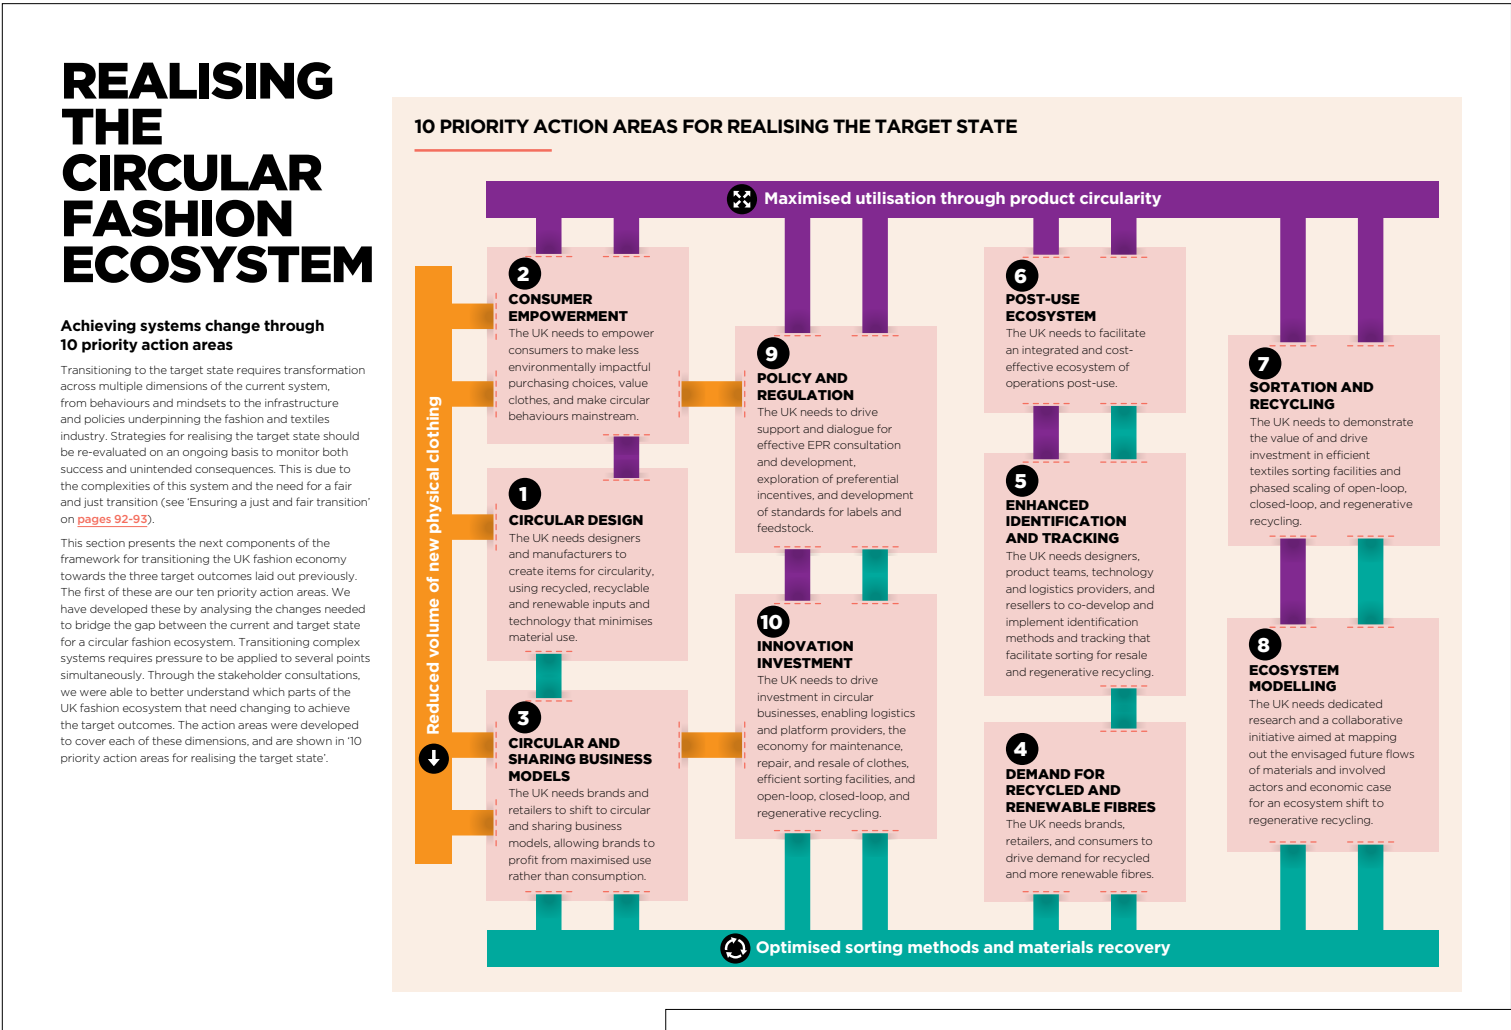 REALISING
THE
CIRCULAR
FASHION
ECOSYSTEM
Achieving systems change through
10 priority action areas
Transitioning to the target state requires transformation
across multiple dimensions of the current system,
from behaviours and mindsets to the infrastructure
and policies underpinning the fashion and textiles
industry. Strategies for realising the target state should
be re-evaluated on an ongoing basis to monitor both
success and unintended consequences. This is due to
the complexities of this system and the need for a fair
and just transition (see ‘Ensuring a just and fair transition’
on pages 92-93).
This section presents the next components of the
framework for transitioning the UK fashion economy
towards the three target outcomes laid out previously.
The first of these are our ten priority action areas. We
have developed these by analysing the changes needed
to bridge the gap between the current and target state
for a circular fashion ecosystem. Transitioning complex
systems requires pressure to be applied to several points
simultaneously. Through the stakeholder consultations,
we were able to better understand which parts of the
UK fashion ecosystem that need changing to achieve
the target outcomes. The action areas were developed
to cover each of these dimensions, and are shown in ‘10
priority action areas for realising the target state’.
10 PRIORITY ACTION AREAS FOR REALISING THE TARGET STATE
Maximised utilisation through product circularity
Reduced volume of new physical clothing
2
CONSUMER
EMPOWERMENT
The UK needs to empower
consumers to make less
environmentally impactful
purchasing choices, value
clothes, and make circular
behaviours mainstream.
1
CIRCULAR DESIGN
The UK needs designers
and manufacturers to
create items for circularity,
using recycled, recyclable
and renewable inputs and
technology that minimises
material use.
3
CIRCULAR AND
SHARING BUSINESS
MODELS
The UK needs brands and
retailers to shift to circular
and sharing business
models, allowing brands to
profit from maximised use
rather than consumption.
9
POLICY AND
REGULATION
The UK needs to drive
support and dialogue for
effective EPR consultation
and development,
exploration of preferential
incentives, and development
of standards for labels and
feedstock.
10
INNOVATION
INVESTMENT
The UK needs to drive
investment in circular
businesses, enabling logistics
and platform providers, the
economy for maintenance,
repair, and resale of clothes,
efficient sorting facilities, and
open-loop, closed-loop, and
regenerative recycling.
6
POST-USE
ECOSYSTEM
The UK needs to facilitate
an integrated and cost-
effective ecosystem of
operations post-use.
5
ENHANCED
IDENTIFICATION
AND TRACKING
The UK needs designers,
product teams, technology
and logistics providers, and
resellers to co-develop and
implement identification
methods and tracking that
facilitate sorting for resale
and regenerative recycling.
4
DEMAND FOR
RECYCLED AND
RENEWABLE FIBRES
The UK needs brands,
retailers, and consumers to
drive demand for recycled
and more renewable fibres.
7
SORTATION AND
RECYCLING
The UK needs to demonstrate
the value of and drive
investment in efficient
textiles sorting facilities and
phased scaling of open-loop,
closed-loop, and regenerative
recycling.
8
ECOSYSTEM
MODELLING
The UK needs dedicated
research and a collaborative
initiative aimed at mapping
out the envisaged future flows
of materials and involved
actors and economic case
for an ecosystem shift to
regenerative recycling.
Optimised sorting methods and materials recovery